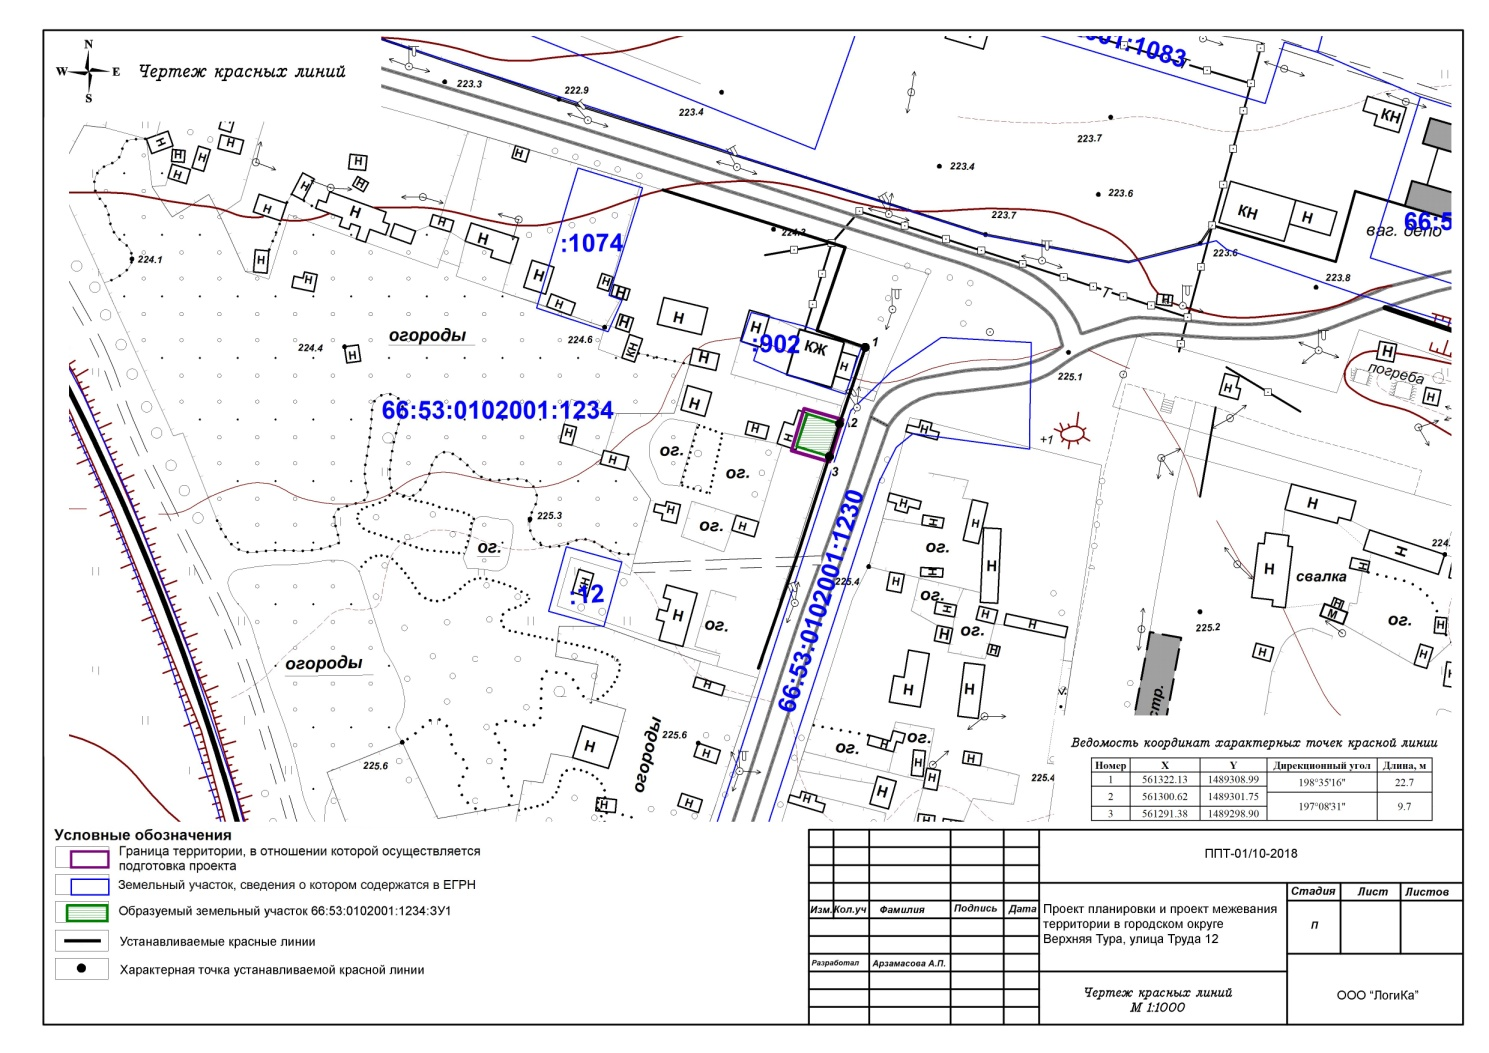 N
W E
S
Чертеж красных линий
223.3
222.9
223.4
:1083
223.7
223.4
223.6
КН
223.7
КН
Н
ваг. депо
66:5
223.6
223.8
224.3
224.1
:1074
огороды
224.4
224.6
КН
Н
:902
КЖ
Н
1
2
3
225.1
погреба
66:53:0102001:1234
ог.
ог.
ог.
+1
225.3
ог.
66:53:0102001:1230
225.4
:12
ог.
ог.
ог.
ог.
свалка
224.
М
ог.
225.2
огороды
стр.
огороды
225.6
225.6
ог.
ог.
225.4
Ведомость координат характерных точек красной линии
Номер X Y Дирекционный угол Длина, м
1 561322.13 1489308.99 198°35'16" 22.7
2 561300.62 1489301.75 197°08'31" 9.7
3 561291.38 1489298.90
Условные обозначения
Граница территории, в отношении которой осуществляется
подготовка проекта
Земельный участок, сведения о котором содержатся в ЕГРН
Образуемый земельный участок 66:53:0102001:1234:ЗУ1
Устанавливаемые красные линии
Характерная точка устанавливаемой красной линии
ППТ-01/10-2018
Изм. Кол.уч Фамилия Подпись Дата
Разработал Арзамасова А.П.
Проект планировки и проект межевания
территории в городском округе
Верхняя Тура, улица Труда 12
Стадия Лист Листов
П
Чертеж красных линий
М 1:1000
ООО “ЛогиКа”